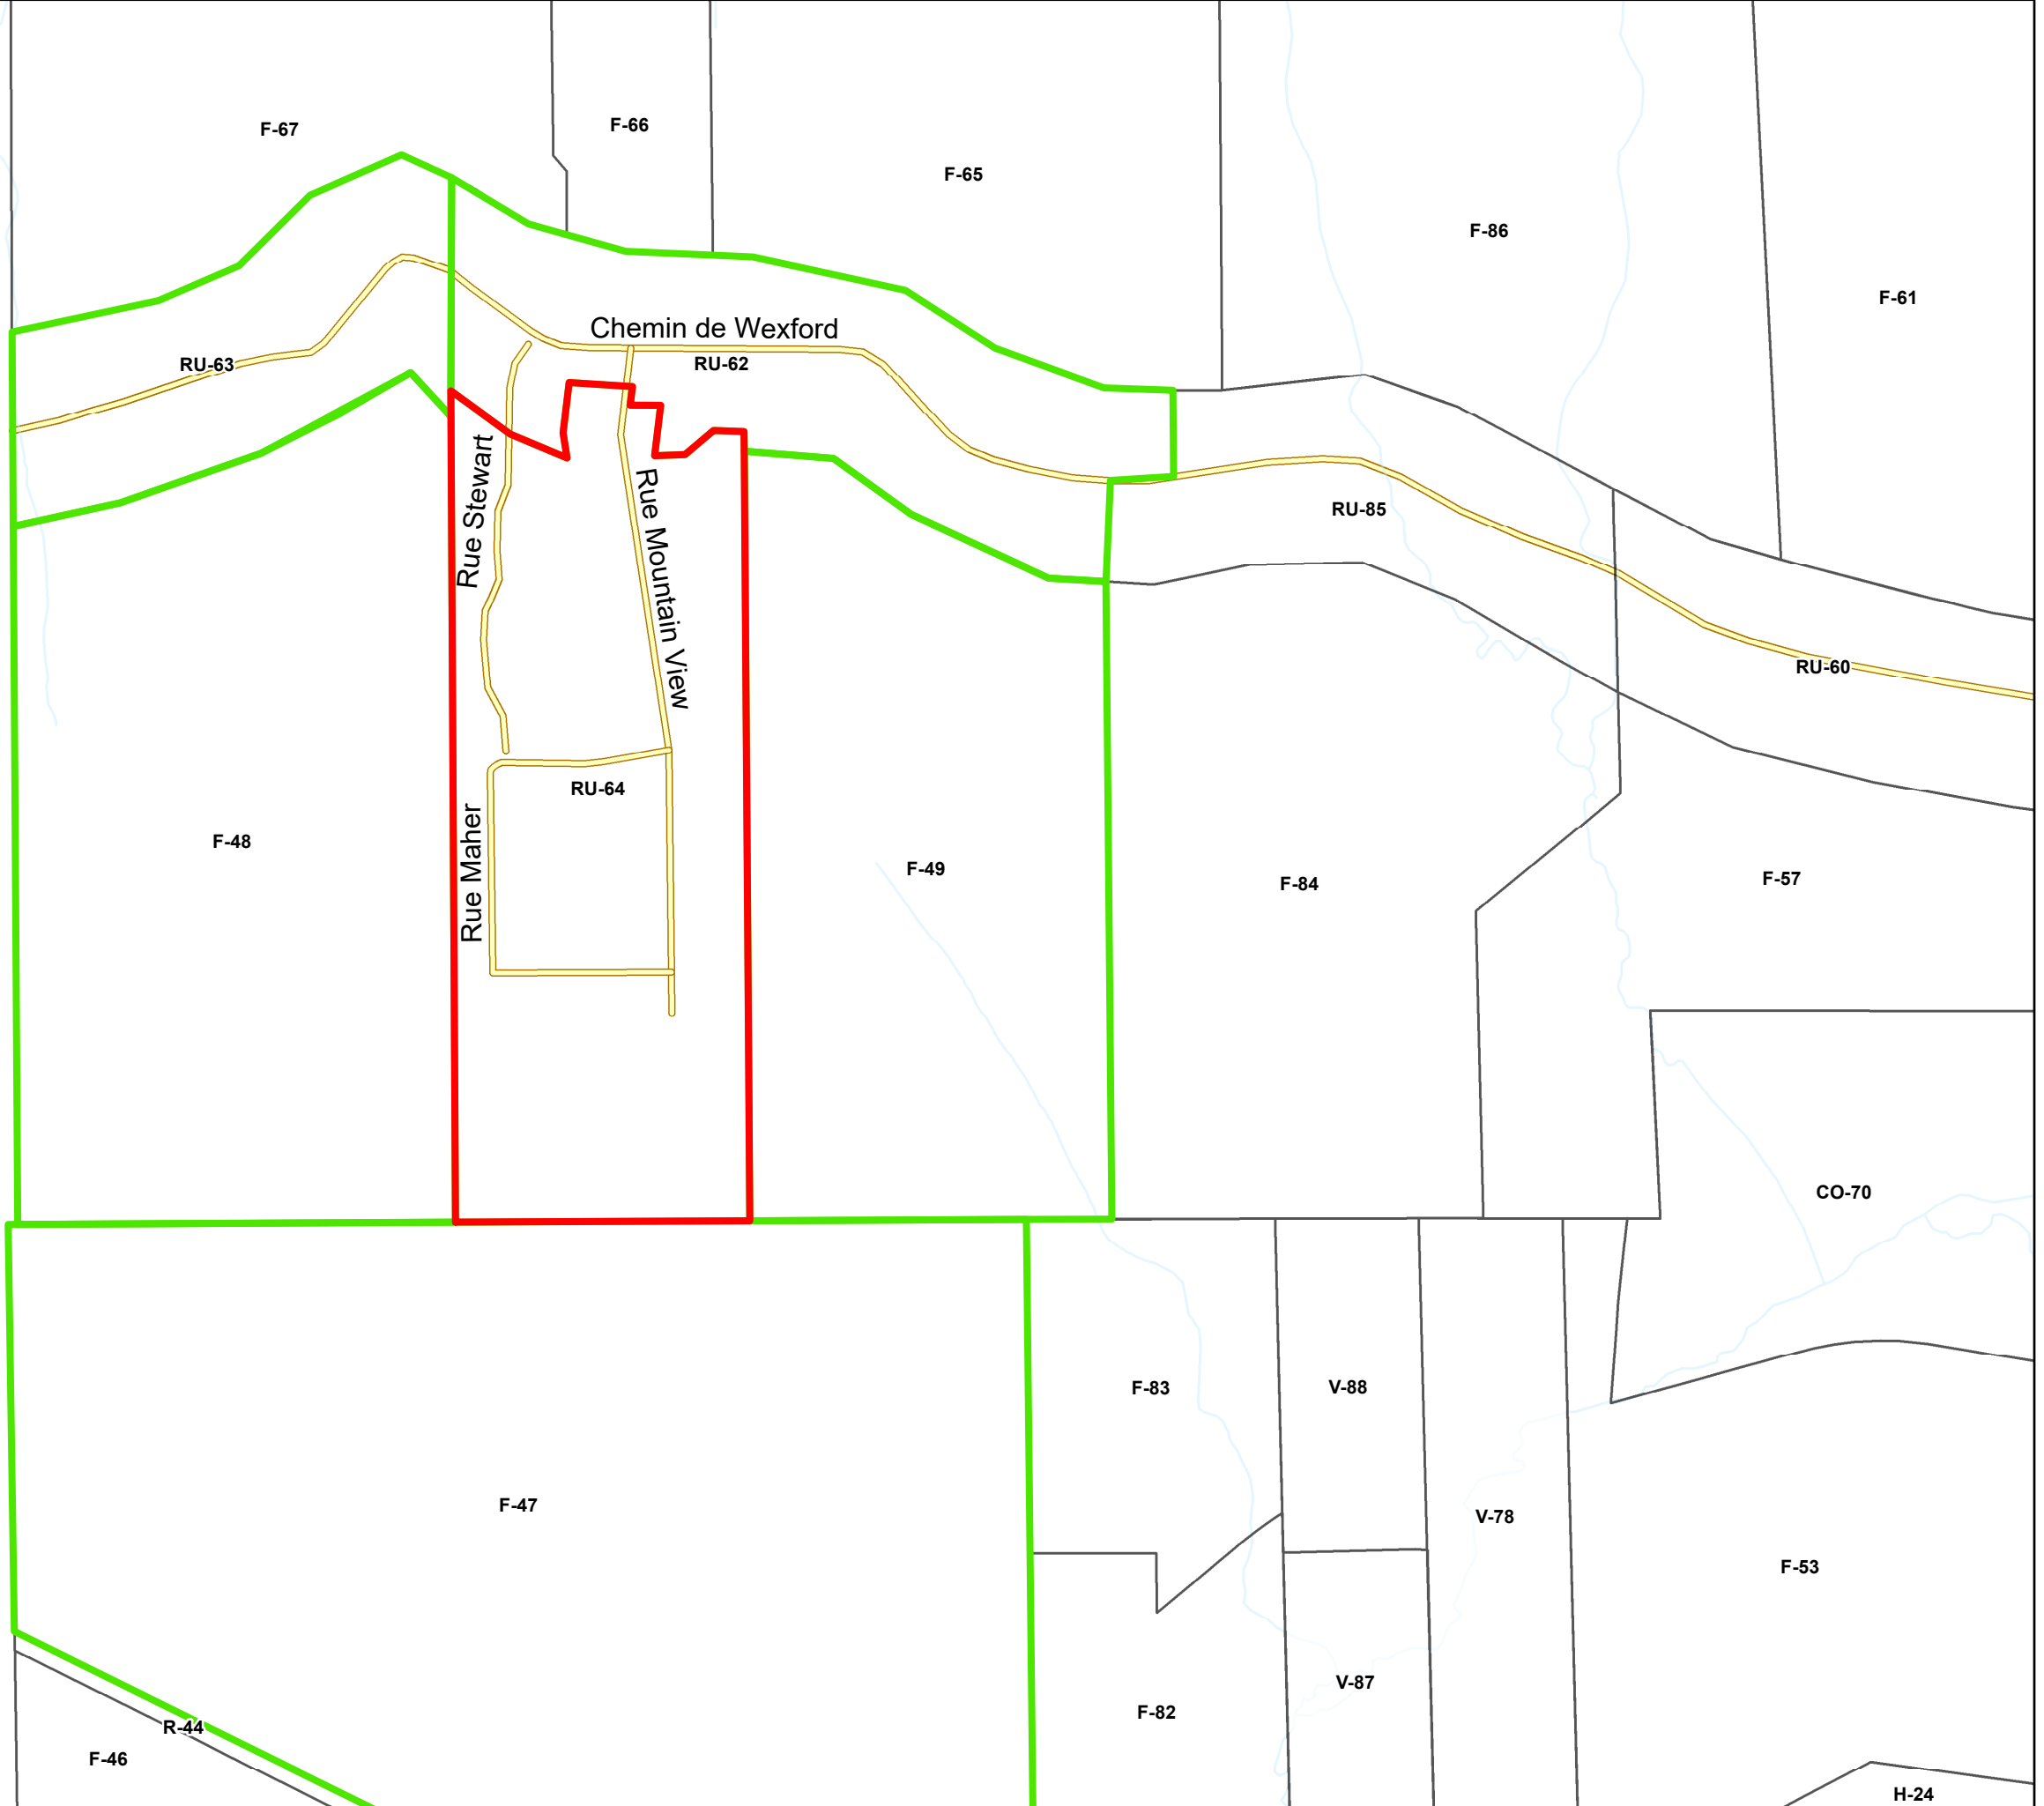 F-67
F-66
F-65
F-86
F-61
Chemin de Wexford
RU-63
RU-62
Rue Stewart
Rue Mountain View
RU-85
RU-60
RU-64
Rue Maher
F-48
F-49
F-84
F-57
CO-70
F-83
V-88
F-47
V-78
F-53
V-87
F-82
R-44
F-46
H-24